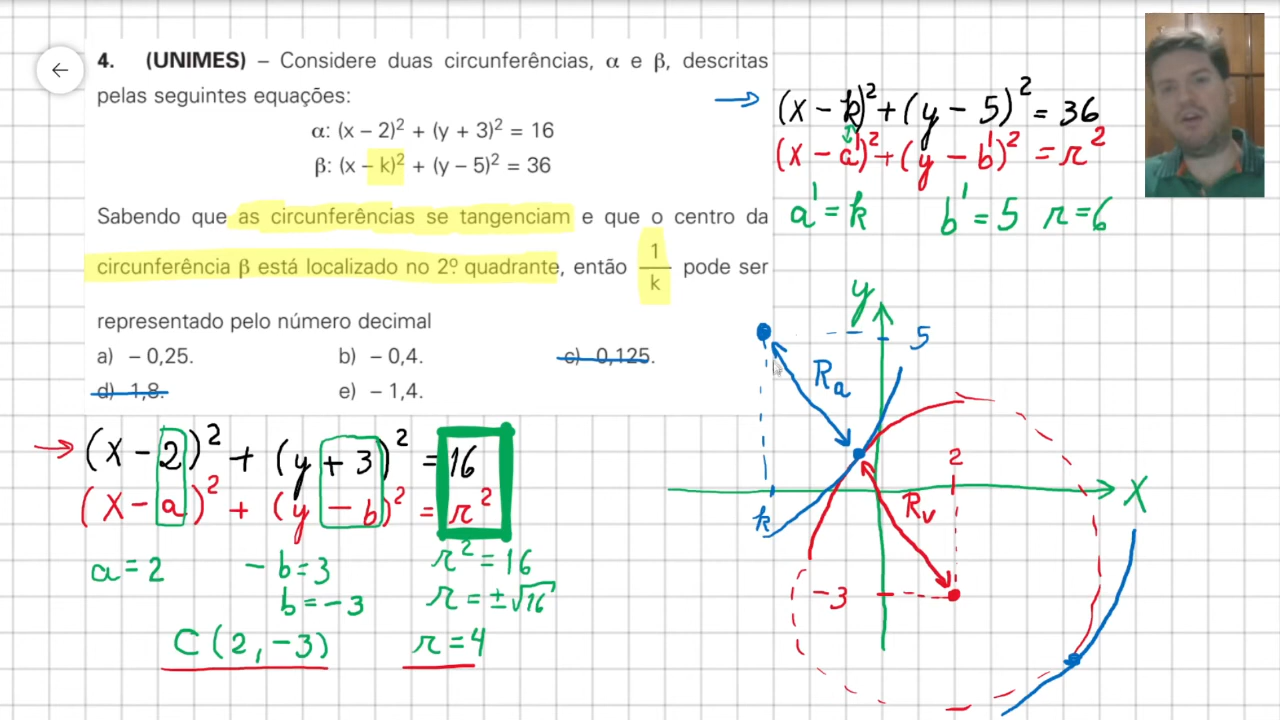 4. (UNIMES) – Considere duas circunferências, α e β, descritas
pelas seguintes equações:
α: (x – 2)² + (y + 3)² = 16
β: (x – k)² + (y – 5)² = 36
Sabendo que as circunferências se tangenciam e que o centro da
circunferência β está localizado no 2º quadrante, então 1/k pode ser
representado pelo número decimal
a) – 0,25. b) – 0,4. c) 0,125.
d) 1,8. e) – 1,4.
→ (x – k)² + (y – 5)² = 36
(x – a')² + (y – b')² = r²
a' = k b' = 5 r = 6
→ (x – 2)² + (y + 3)² = 16
(x – a)² + (y – b)² = r²
a = 2 – b = 3 r² = 16
b = – 3 r = ± √16
C (2, –3) r = 4
y
5
Ra
2
k
Rv
X
– 3